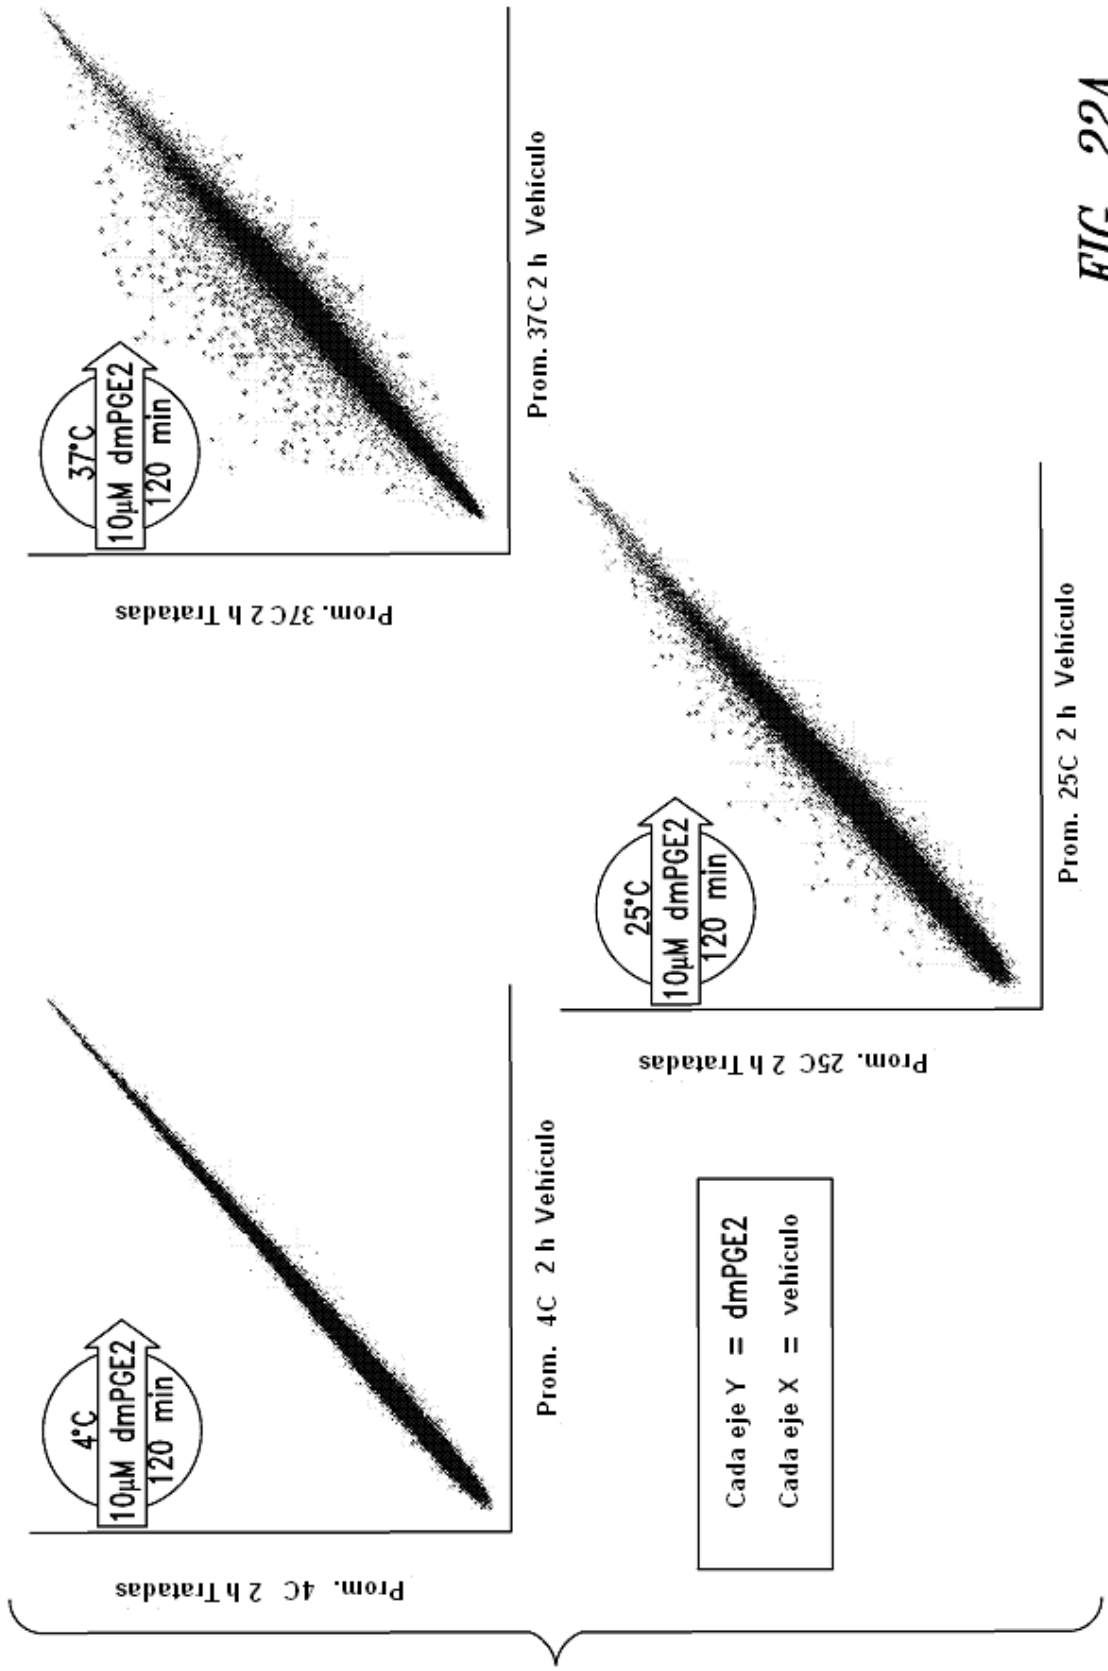 4°C
10µM dmPGE2
120 min
Prom. 4C 2 h Tratadas
Prom. 4C 2 h Vehículo
37°C
10µM dmPGE2
120 min
Prom. 37C 2 h Tratadas
Prom. 37C 2 h Vehículo
25°C
10µM dmPGE2
120 min
Prom. 25C 2 h Tratadas
Prom. 25C 2 h Vehículo
Cada eje Y = dmPGE2
Cada eje X = vehículo
FIG. 22A